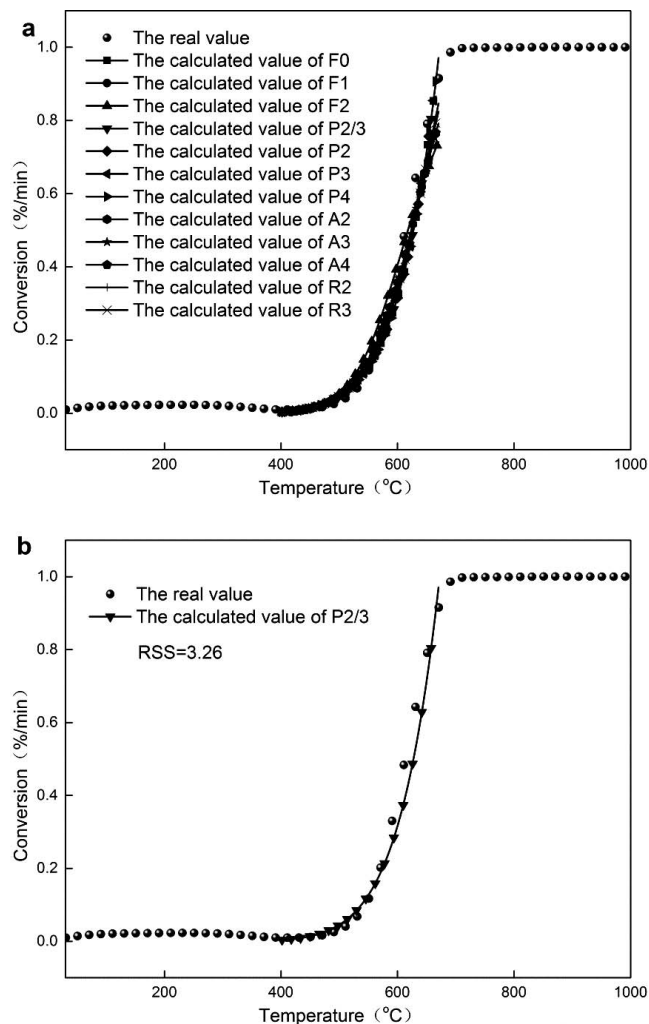 a
1.0
0.8
0.6
0.4
0.2
0.0
Conversion（%/min）
The real value
The calculated value of F0
The calculated value of F1
The calculated value of F2
The calculated value of P2/3
The calculated value of P2
The calculated value of P3
The calculated value of P4
The calculated value of A2
The calculated value of A3
The calculated value of A4
The calculated value of R2
The calculated value of R3
200 400 600 800 1000
Temperature（°C）
b
1.0
0.8
0.6
0.4
0.2
0.0
Conversion（%/min）
The real value
The calculated value of P2/3
RSS=3.26
200 400 600 800 1000
Temperature（°C）